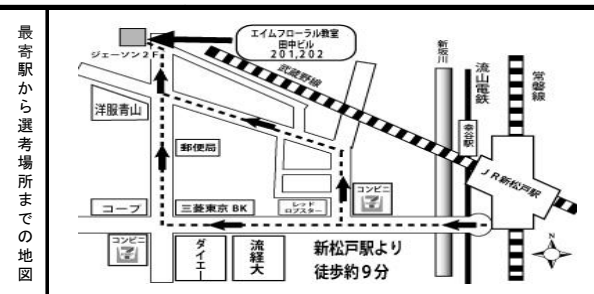 最寄駅から選考場所までの地図
エイムフローラル教室
田中ビル
201,202
ジェーソン2F
武蔵野線
新坂川
流山電鉄
常磐線
幸谷駅
JR新松戸駅
洋服青山
郵便局
コンビニ
コープ
三菱東京BK
レッド
ロブスター
コンビニ
ダイエー
流経大
新松戸駅より
徒歩約9分
N